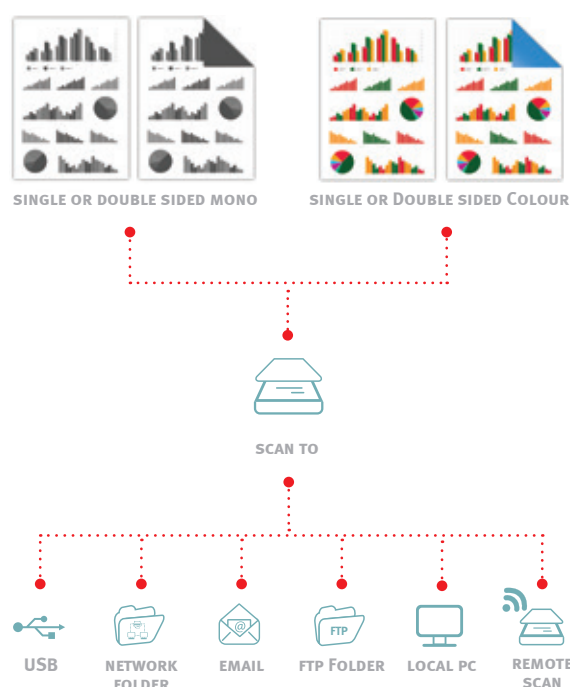 SINGLE OR DOUBLE SIDED MONO
SINGLE OR DOUBLE SIDED COLOUR
SCAN TO
@
FTP
USB
NETWORK
FOLDER
EMAIL
FTP FOLDER
LOCAL PC
REMOTE
SCAN